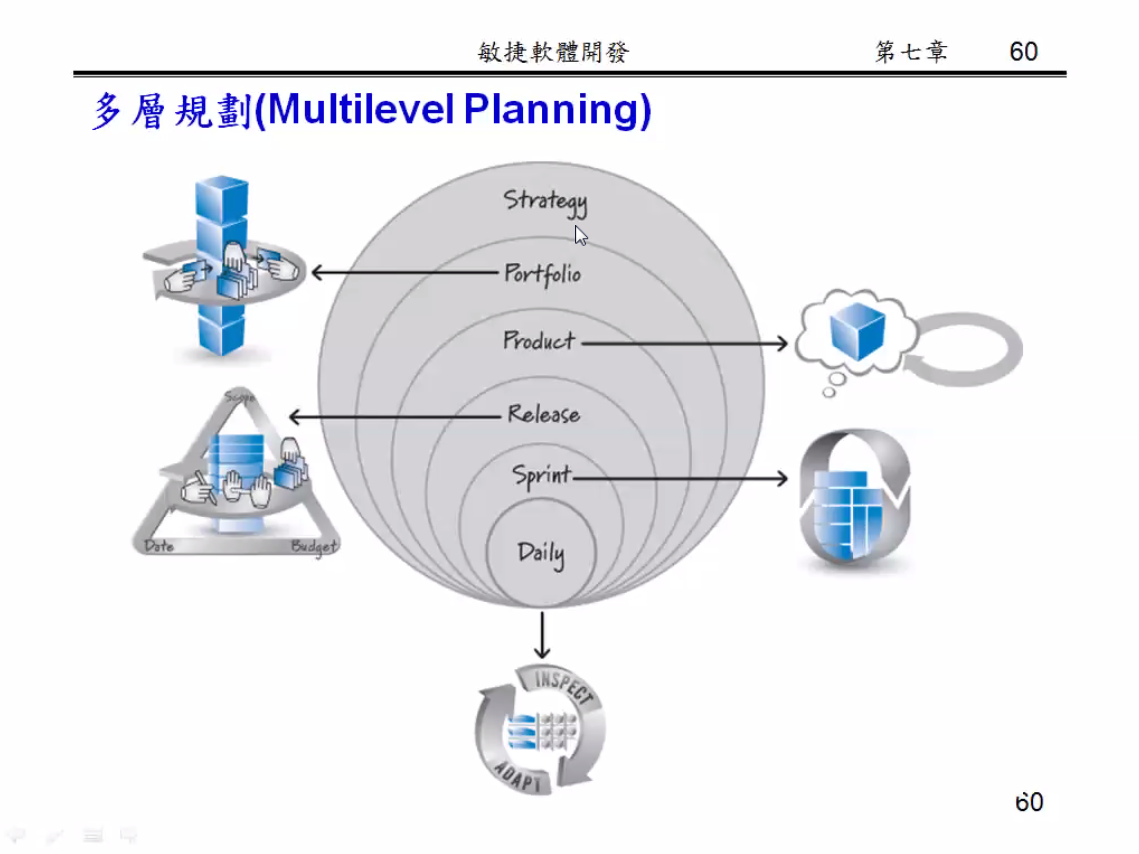 敏捷軟體開發 第七章 60
多層規劃(Multilevel Planning)
Strategy
Portfolio
Product
Release
Sprint
Daily
Scope
Date Budget
INSPECT
ADAPT
60